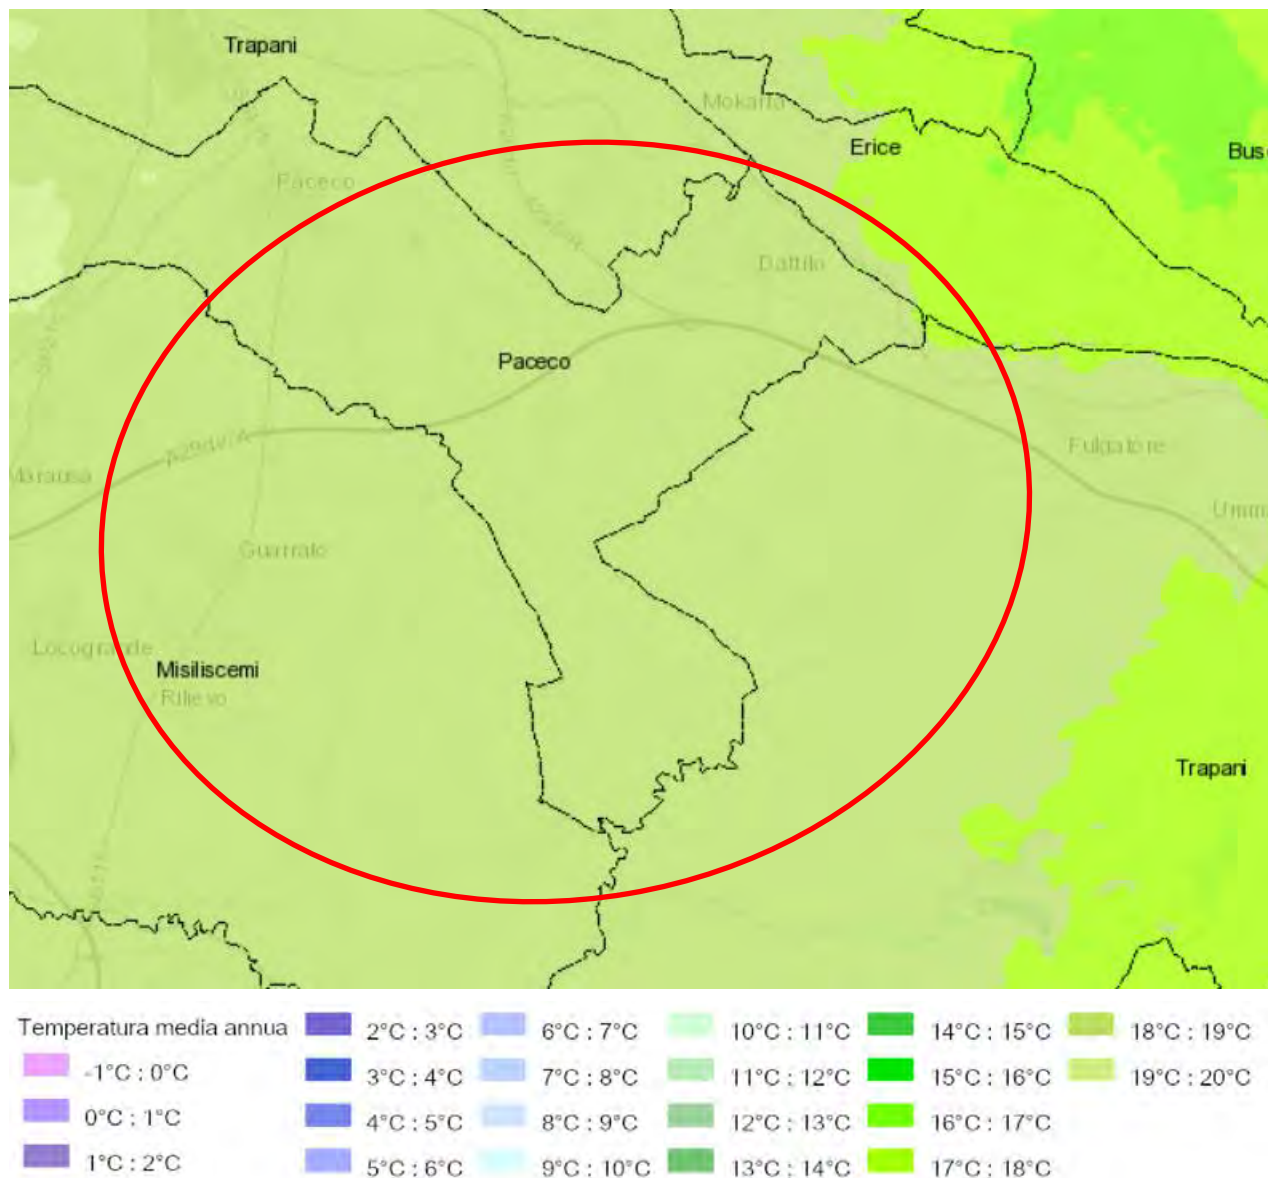 Trapani
Mokarta
Erice
Bus
Paceco
Dattilo
Paceco
A29dir/A
Fulgatore
Marausa
Guarrato
Locogrande
Misiliscemi
Rilievo
Trapani
Temperatura media annua
-1°C : 0°C
0°C : 1°C
1°C : 2°C
2°C : 3°C
3°C : 4°C
4°C : 5°C
5°C : 6°C
6°C : 7°C
7°C : 8°C
8°C : 9°C
9°C : 10°C
10°C : 11°C
11°C : 12°C
12°C : 13°C
13°C : 14°C
14°C : 15°C
15°C : 16°C
16°C : 17°C
17°C : 18°C
18°C : 19°C
19°C : 20°C